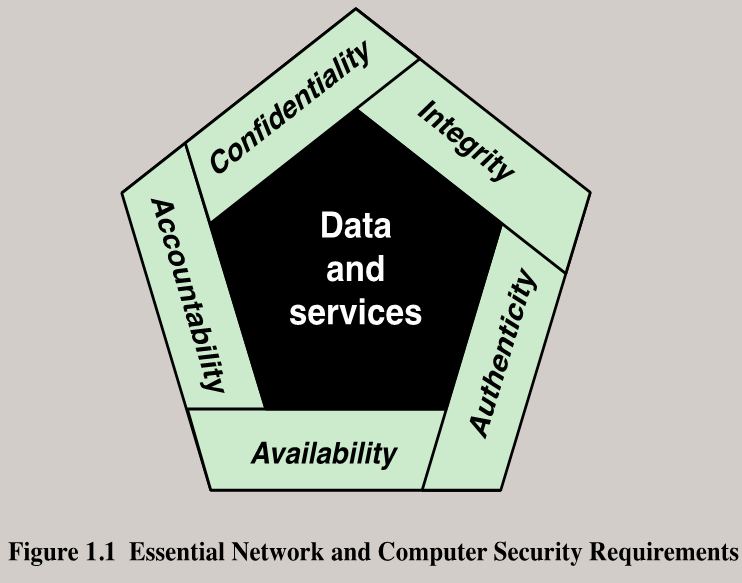 Confidentiality
Integrity
Accountability
Data
and
services
Authenticity
Availability
Figure 1.1 Essential Network and Computer Security Requirements